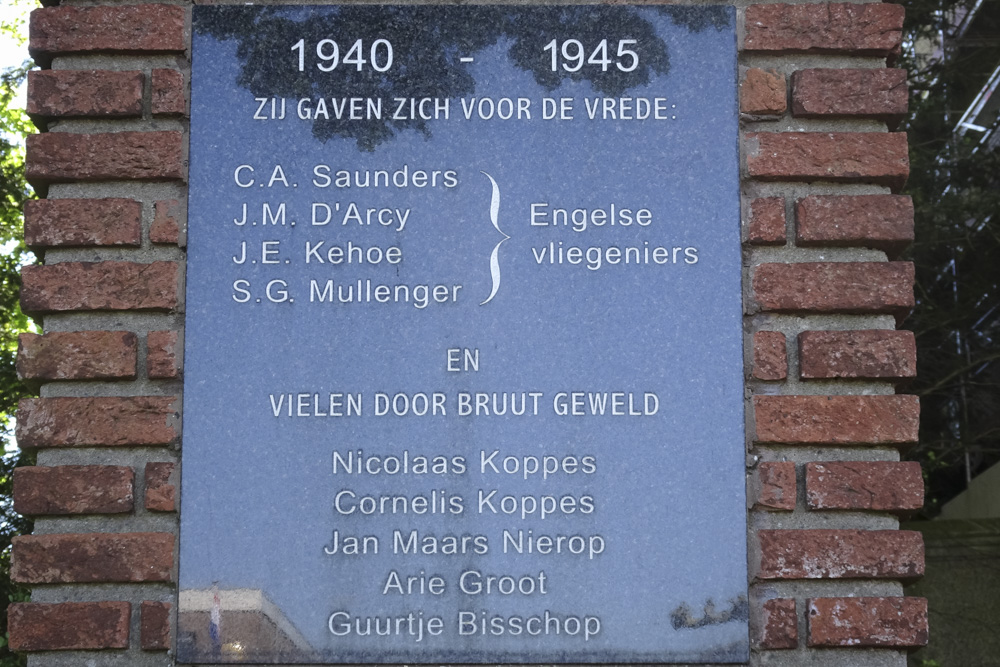 1940 - 1945
ZIJ GAVEN ZICH VOOR DE VREDE:
C.A. Saunders
J.M. D'Arcy
J.E. Kehoe
S.G. Mullenger
Engelse
vliegeniers
EN
VIELEN DOOR BRUUT GEWELD
Nicolaas Koppes
Cornelis Koppes
Jan Maars Nierop
Arie Groot
Guurtje Bisschop